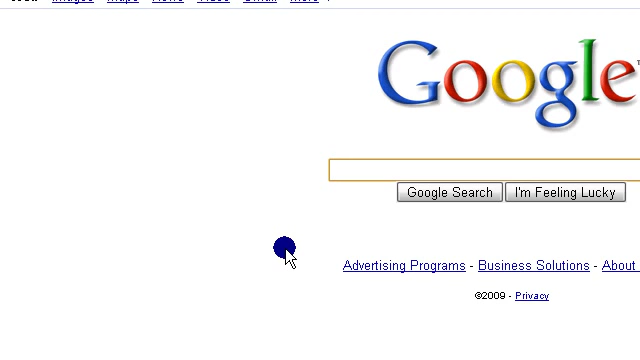 Images Maps News Video Gmail more
Google
Google Search I'm Feeling Lucky
Advertising Programs - Business Solutions - About
©2009 - Privacy